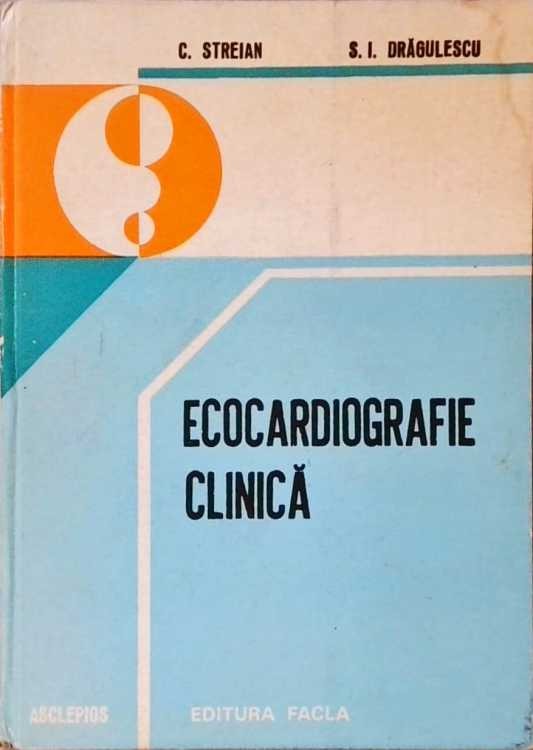 C. STREIAN S. I. DRĂGULESCU
ECOCARDIOGRAFIE
CLINICĂ
ASCLEPIOS EDITURA FACLA